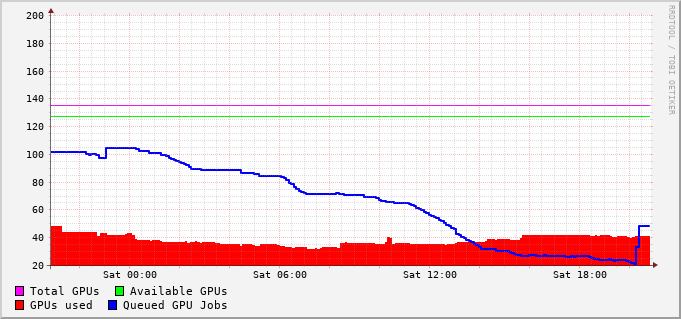 200
180
160
140
120
100
80
60
40
20
Sat 00:00 Sat 06:00 Sat 12:00 Sat 18:00
RRDTOOL / TOBI OETIKER
Total GPUs Available GPUs
GPUs used Queued GPU Jobs